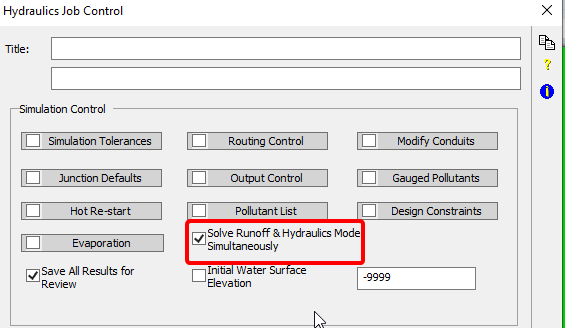 Hydraulics Job Control
Title:
Simulation Control
Simulation Tolerances
Routing Control
Modify Conduits
Junction Defaults
Output Control
Gauged Pollutants
Hot Re-start
Pollutant List
Design Constraints
Evaporation
Solve Runoff & Hydraulics Mode
Simultaneously
Save All Results for
Review
Initial Water Surface
Elevation
-9999